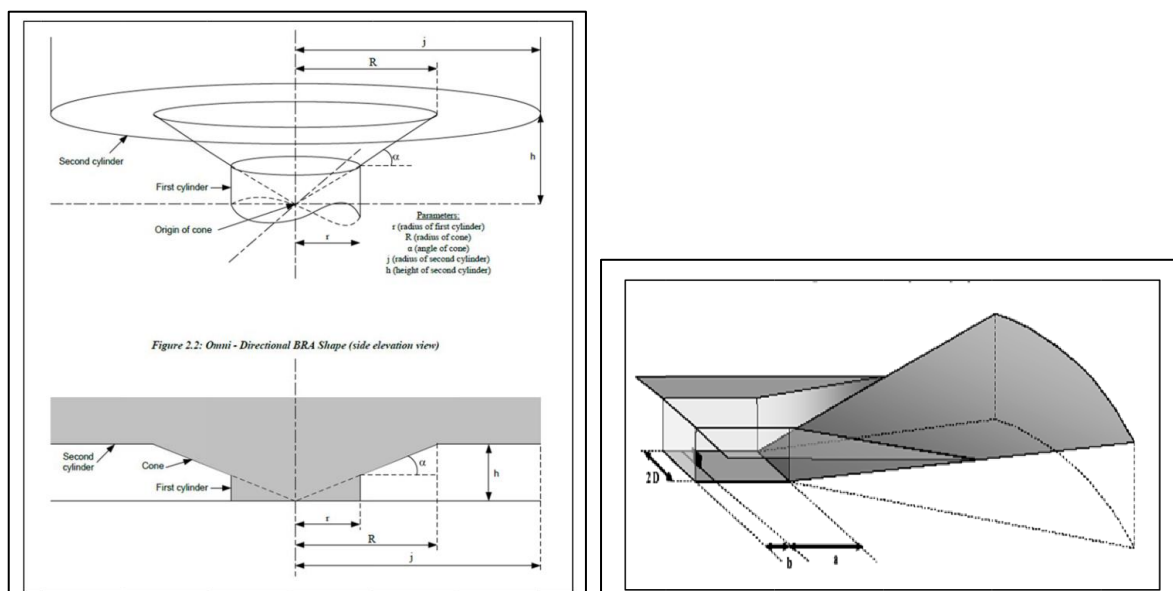 j
R
α
h
Second cylinder
First cylinder
Origin of cone
r
Parameters:
r (radius of first cylinder)
R (radius of cone)
α (angle of cone)
j (radius of second cylinder)
h (height of second cylinder)
Figure 2.2: Omni - Directional BRA Shape (side elevation view)
Second
cylinder
Cone
First cylinder
α
h
r
R
j
2 D
b
a